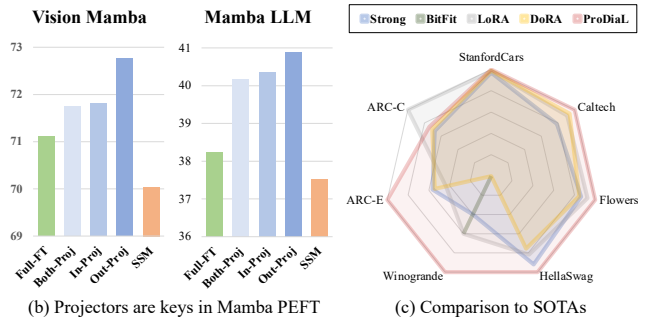 Vision Mamba
73
72
71
70
69
Full-FT
Both-Proj
In-Proj
Out-Proj
SSM
Mamba LLM
41
40
39
38
37
36
Full-FT
Both-Proj
In-Proj
Out-Proj
SSM
(b) Projectors are keys in Mamba PEFT
Strong BitFit LoRA DoRA ProDiaL
StanfordCars
ARC-C Caltech
ARC-E Flowers
Winogrande HellaSwag
(c) Comparison to SOTAs